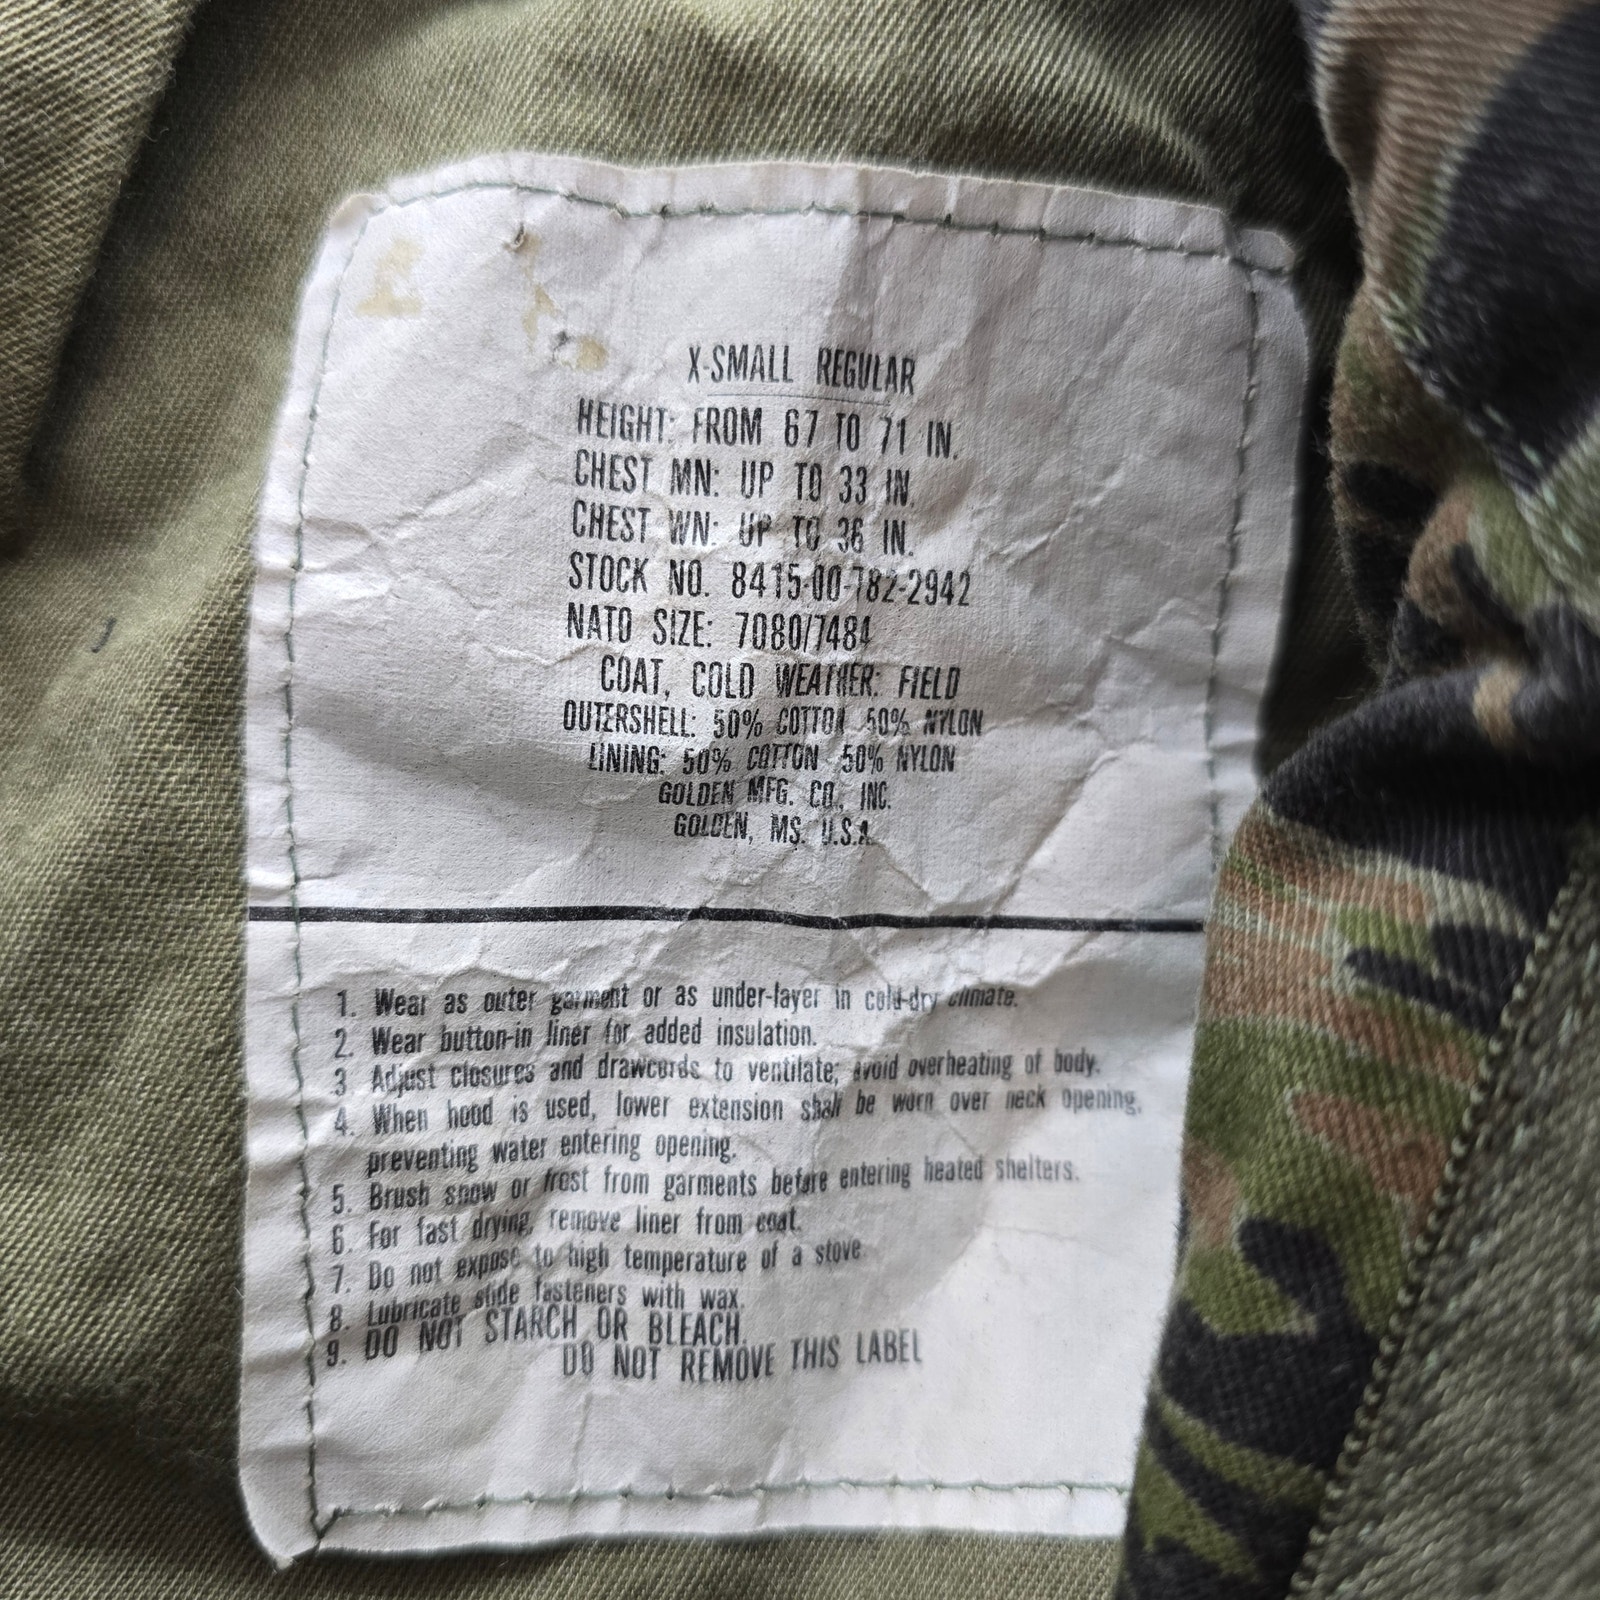 X-SMALL REGULAR
HEIGHT: FROM 67 TO 71 IN.
CHEST MN: UP TO 33 IN.
CHEST WN: UP TO 36 IN.
STOCK NO. 8415-00-782-2942
NATO SIZE: 7080/7484
COAT, COLD WEATHER: FIELD
OUTERSHELL: 50% COTTON 50% NYLON
LINING: 50% COTTON 50% NYLON
GOLDEN MFG. CO., INC.
GOLDEN, MS. U.S.A.
1. Wear as outer garment or as under-layer in cold-dry climate.
2. Wear button-in liner for added insulation.
3. Adjust closures and drawcords to ventilate; avoid overheating of body.
4. When hood is used, lower extension shall be worn over neck opening,
preventing water entering opening.
5. Brush snow or frost from garments before entering heated shelters.
6. For fast drying, remove liner from coat.
7. Do not expose to high temperature of a stove.
8. Lubricate slide fasteners with wax.
9. DO NOT STARCH OR BLEACH.
DO NOT REMOVE THIS LABEL